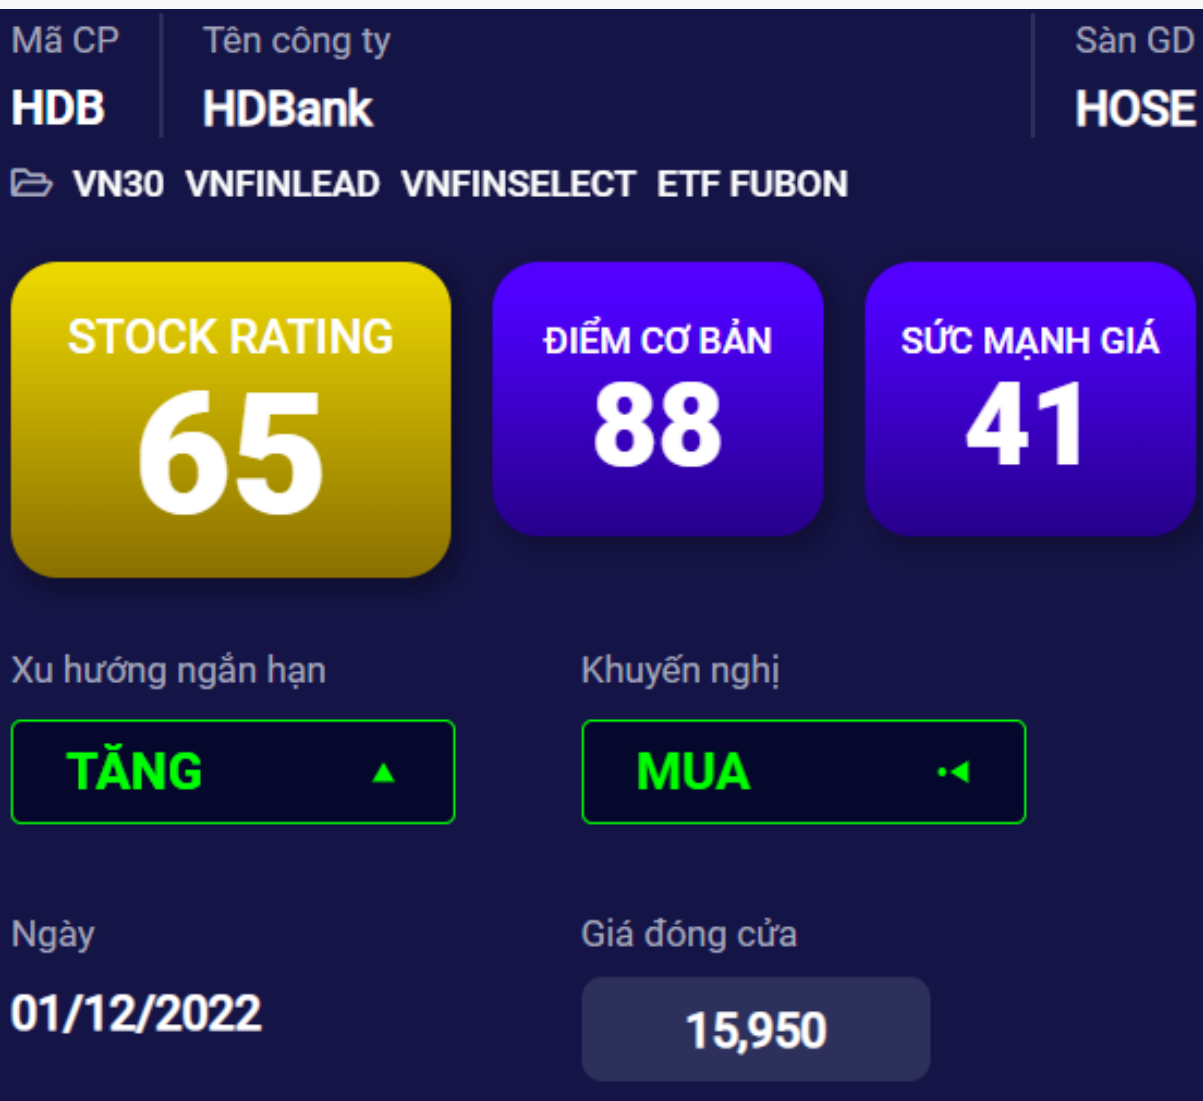 Mã CP Tên công ty Sàn GD
HDB HDBank HOSE
VN30 VNFINLEAD VNFINSELECT ETF FUBON
STOCK RATING ĐIỂM CƠ BẢN SỨC MẠNH GIÁ
65 88 41
Xu hướng ngắn hạn Khuyến nghị
TĂNG MUA
Ngày Giá đóng cửa
01/12/2022 15,950